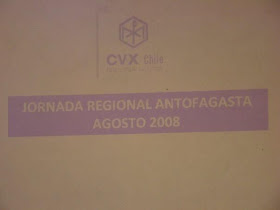 CVX Chile
JORNADA REGIONAL ANTOFAGASTA
AGOSTO 2008